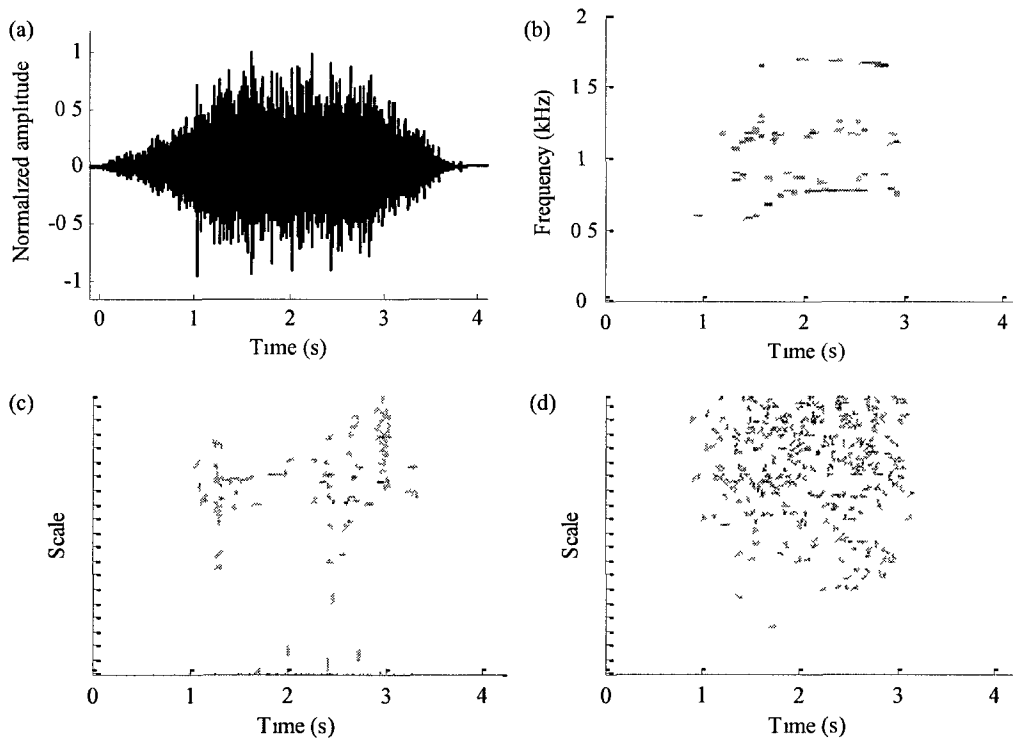 (a)
Normalized amplitude
1
0 5
0
-0.5
-1
0 1 2 3 4
Time (s)
(b)
Frequency (kHz)
2
1 5
1
0 5
0
0 1 2 3 4
Time (s)
(c)
Scale
0 1 2 3 4
Time (s)
(d)
Scale
0 1 2 3 4
Time (s)